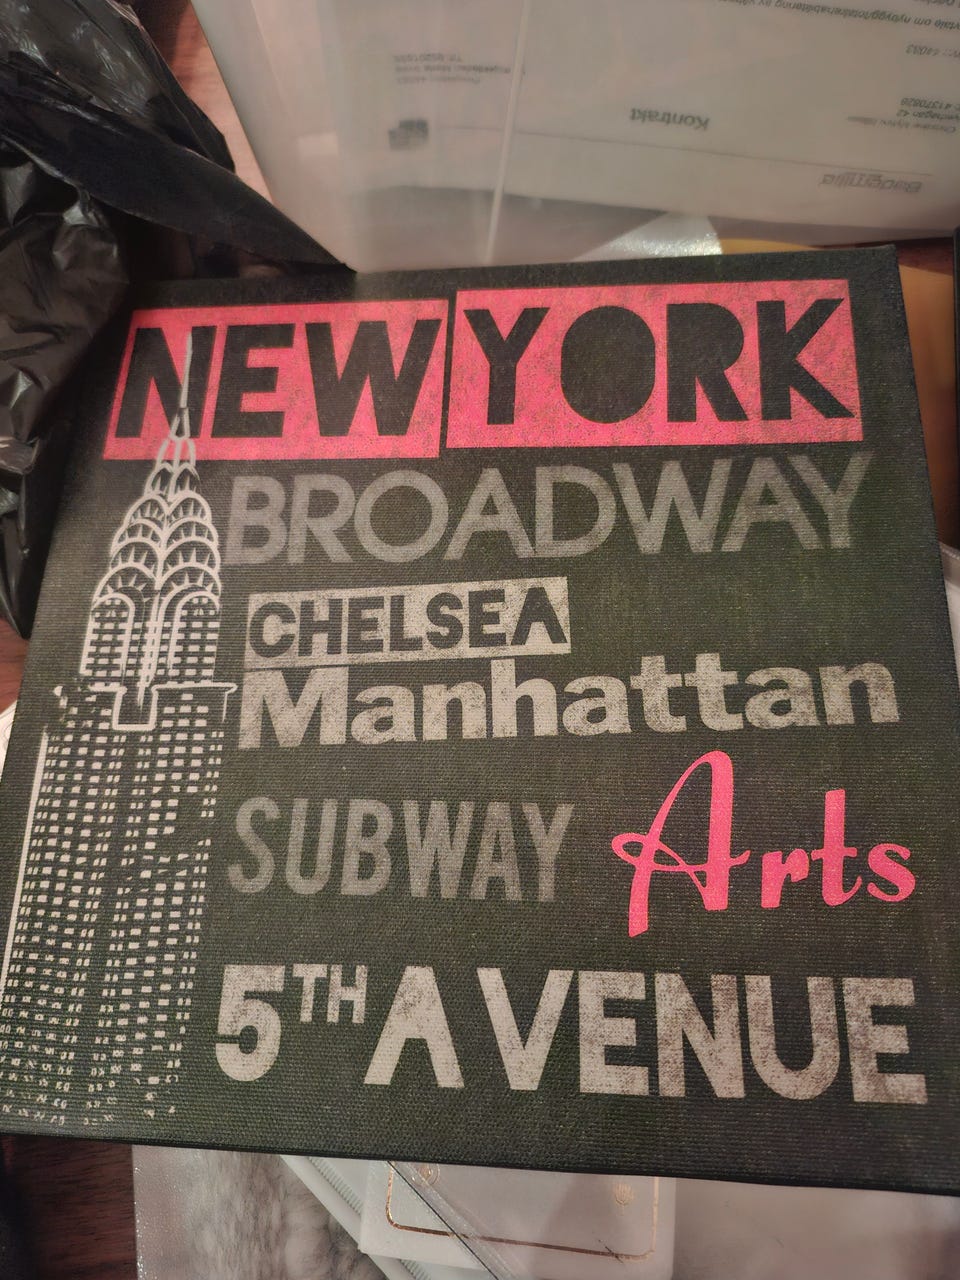 NEW YORK
BROADWAY
CHELSEA
Manhattan
SUBWAY Arts
5TH AVENUE
Kontrakt